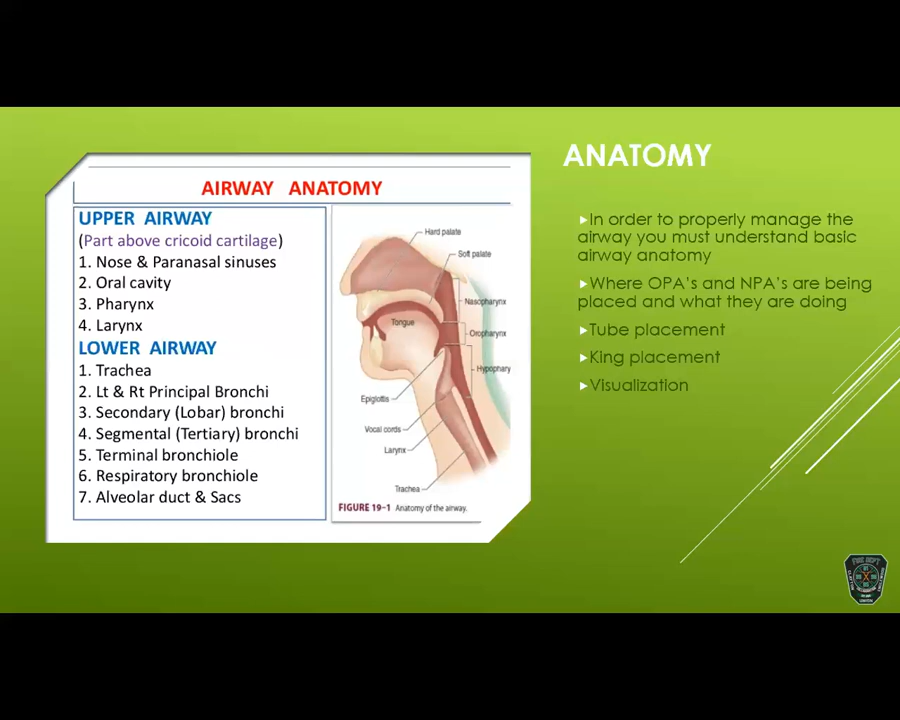 AIRWAY ANATOMY
UPPER AIRWAY
(Part above cricoid cartilage)
1. Nose & Paranasal sinuses
2. Oral cavity
3. Pharynx
4. Larynx
LOWER AIRWAY
1. Trachea
2. Lt & Rt Principal Bronchi
3. Secondary (Lobar) bronchi
4. Segmental (Tertiary) bronchi
5. Terminal bronchiole
6. Respiratory bronchiole
7. Alveolar duct & Sacs
Hard palate
Soft palate
Nasopharynx
Tongue
Oropharynx
Hypophary
Epiglottis
Vocal cords
Larynx
Trachea
FIGURE 19-1 Anatomy of the airway.
ANATOMY
In order to properly manage the
airway you must understand basic
airway anatomy
Where OPA's and NPA's are being
placed and what they are doing
Tube placement
King placement
Visualization
FIRE DEPT